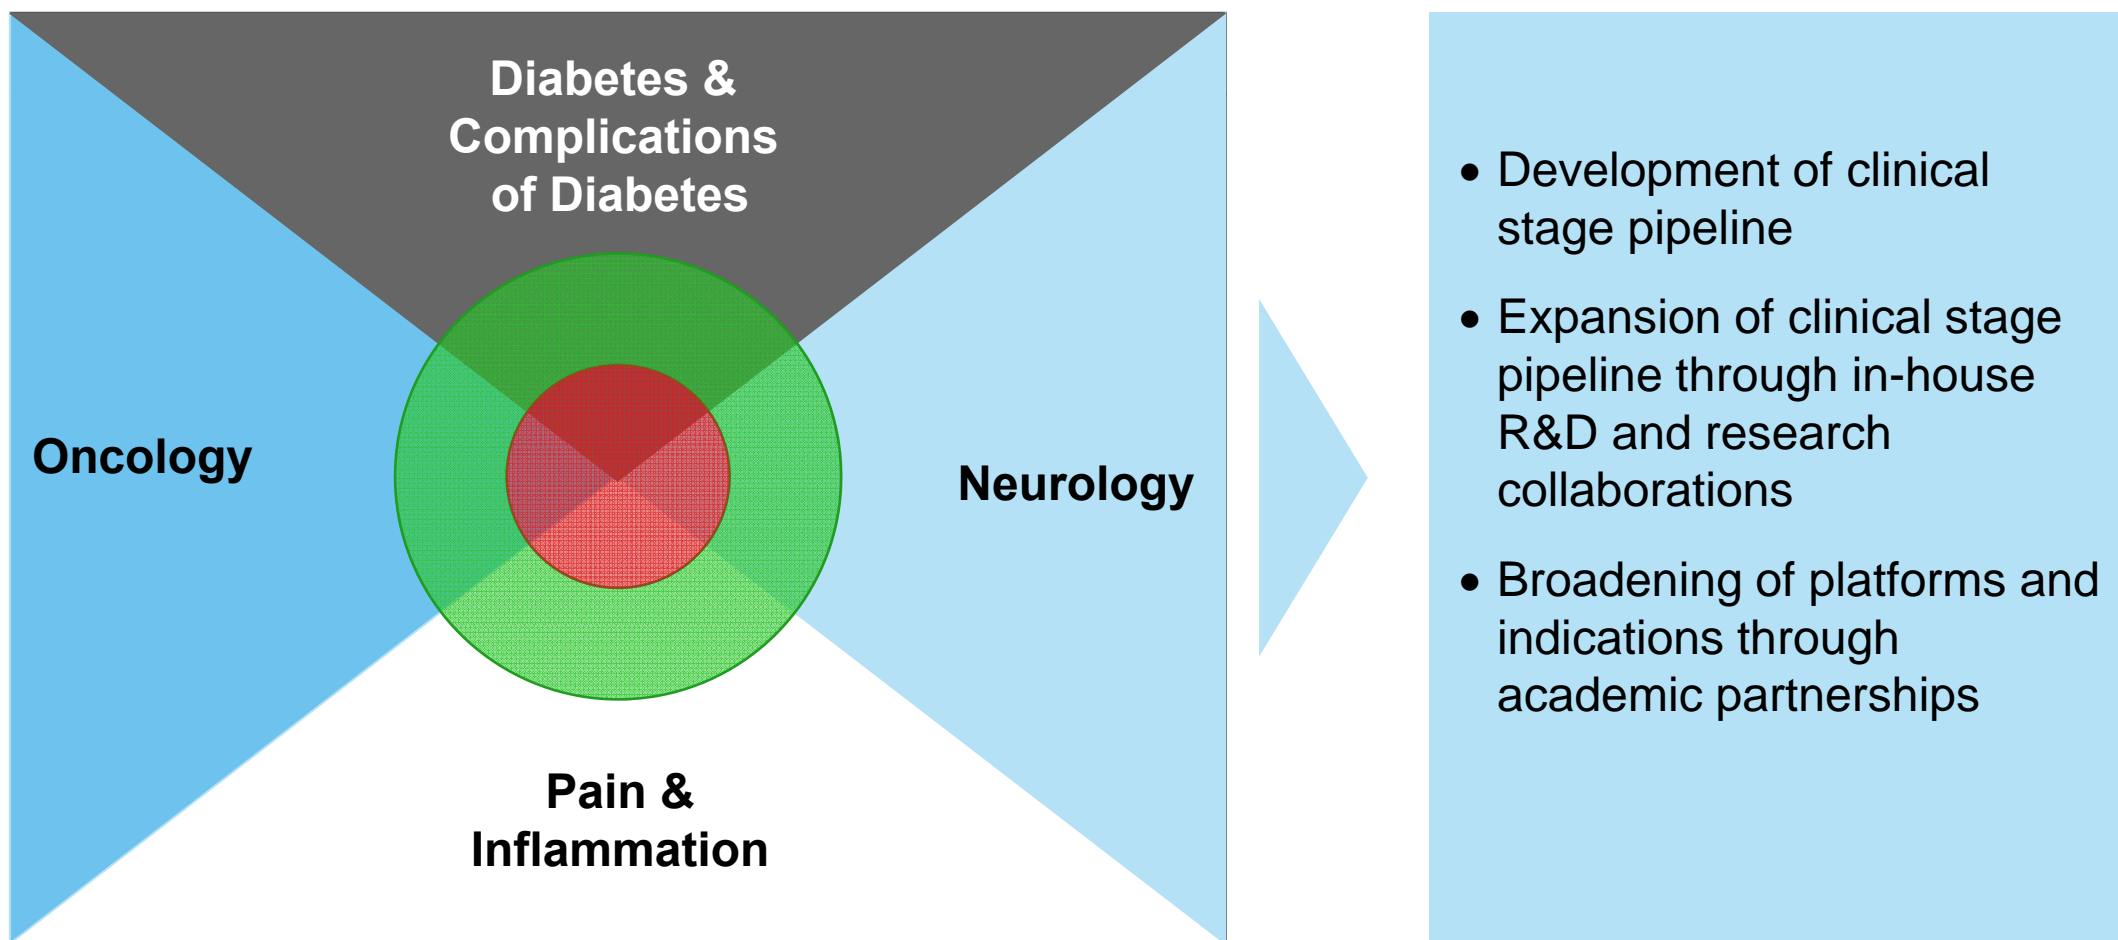 Diabetes &
Complications
of Diabetes
Oncology
Neurology
Pain &
Inflammation
• Development of clinical
stage pipeline
• Expansion of clinical stage
pipeline through in-house
R&D and research
collaborations
• Broadening of platforms and
indications through
academic partnerships